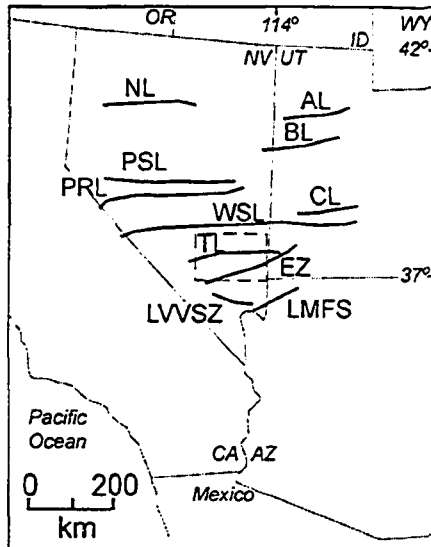 OR
114°
WY
ID
42°
NV UT
NL
AL
BL
PSL
PRL
CL
WSL
TL
EZ
37°
LVVSZ
LMFS
Pacific
Ocean
CA AZ
Mexico
0 200
km